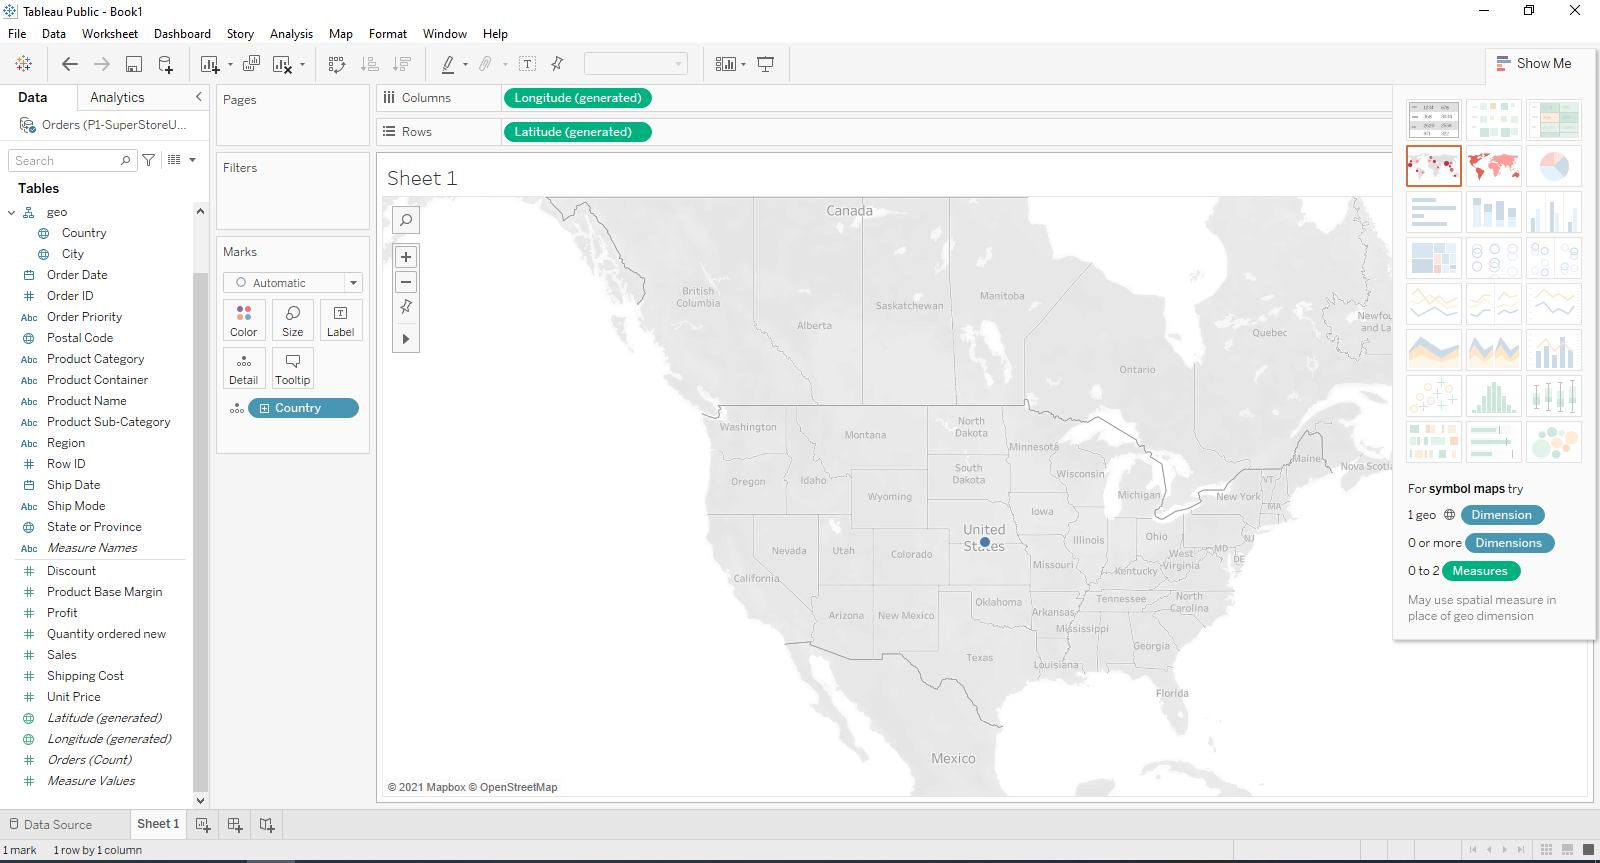 Tableau Public - Book1
File Data Worksheet Dashboard Story Analysis Map Format Window Help
Show Me
Data Analytics
Orders (P1-SuperStoreU...
Search
Tables
geo
Country
City
Order Date
Order ID
Abc Order Priority
Postal Code
Abc Product Category
Abc Product Container
Abc Product Name
Abc Product Sub-Category
Abc Region
Row ID
Ship Date
Abc Ship Mode
State or Province
Abc Measure Names
Discount
Product Base Margin
Profit
Quantity ordered new
Sales
Shipping Cost
Unit Price
Latitude (generated)
Longitude (generated)
Orders (Count)
Measure Values
Pages
Filters
Marks
Automatic
Color Size Label
Detail Tooltip
Country
Columns Longitude (generated)
Rows Latitude (generated)
Sheet 1
Canada
British
Columbia
Alberta
Saskatchewan
Manitoba
Ontario
Quebec
Newfou
and La
Washington
Montana
North
Dakota
Minnesota
Maine
Nova Scotia
Oregon
Idaho
South
Dakota
Wisconsin
Wyoming
Michigan
New York
VT
MA
Iowa
United
States
Nevada
Utah
Colorado
Illinois
Ohio
NJ
MD
DE
West
Virginia
California
Missouri
Kentucky
Arizona
New Mexico
Oklahoma
Arkansas
Tennessee
North
Carolina
Mississippi
Georgia
Texas
Louisiana
Florida
Mexico
© 2021 Mapbox © OpenStreetMap
For symbol maps try
1 geo Dimension
0 or more Dimensions
0 to 2 Measures
May use spatial measure in
place of geo dimension
Data Source Sheet 1
1 mark 1 row by 1 column